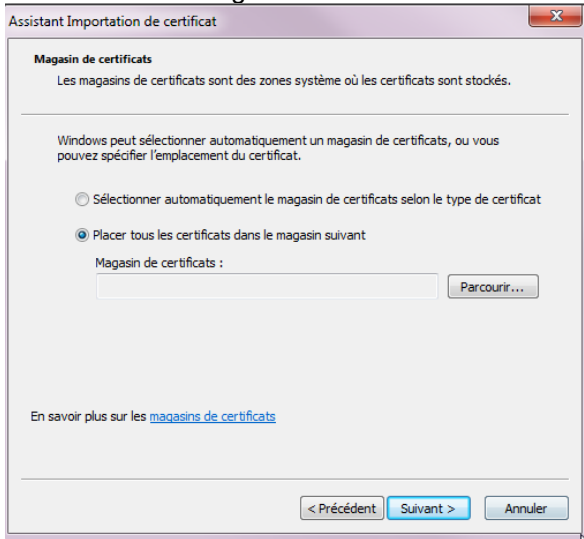 Assistant Importation de certificat
Magasin de certificats
Les magasins de certificats sont des zones système où les certificats sont stockés.
Windows peut sélectionner automatiquement un magasin de certificats, ou vous
pouvez spécifier l'emplacement du certificat.
Sélectionner automatiquement le magasin de certificats selon le type de certificat
Placer tous les certificats dans le magasin suivant
Magasin de certificats :
Parcourir...
En savoir plus sur les magasins de certificats
< Précédent Suivant > Annuler